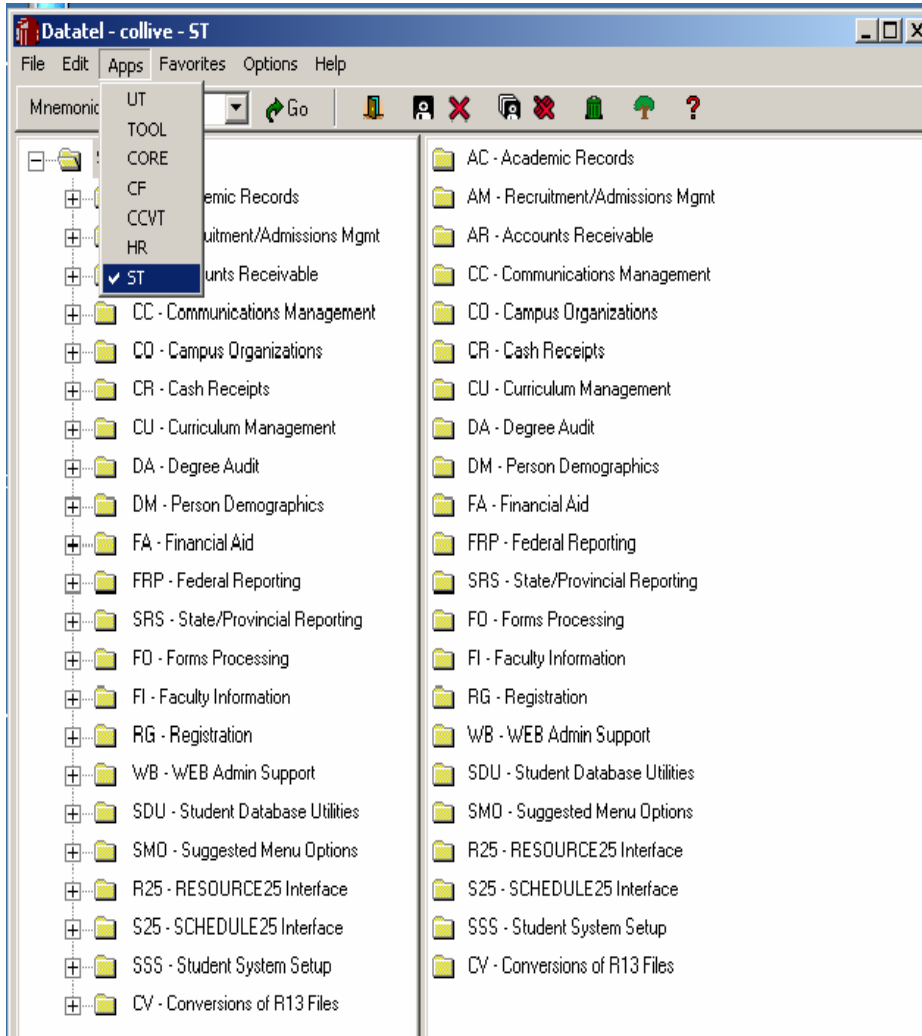 Datatel - collive - ST
File Edit Apps Favorites Options Help
Go ?
UT
TOOL
CORE
CF
CCVT
HR
ST
CC - Communications Management
CO - Campus Organizations
CR - Cash Receipts
CU - Curriculum Management
DA - Degree Audit
DM - Person Demographics
FA - Financial Aid
FRP - Federal Reporting
SRS - State/Provincial Reporting
FO - Forms Processing
FI - Faculty Information
RG - Registration
WB - WEB Admin Support
SDU - Student Database Utilities
SMO - Suggested Menu Options
R25 - RESOURCE25 Interface
S25 - SCHEDULE25 Interface
SSS - Student System Setup
CV - Conversions of R13 Files
AC - Academic Records
AM - Recruitment/Admissions Mgmt
AR - Accounts Receivable
CC - Communications Management
CO - Campus Organizations
CR - Cash Receipts
CU - Curriculum Management
DA - Degree Audit
DM - Person Demographics
FA - Financial Aid
FRP - Federal Reporting
SRS - State/Provincial Reporting
FO - Forms Processing
FI - Faculty Information
RG - Registration
WB - WEB Admin Support
SDU - Student Database Utilities
SMO - Suggested Menu Options
R25 - RESOURCE25 Interface
S25 - SCHEDULE25 Interface
SSS - Student System Setup
CV - Conversions of R13 Files